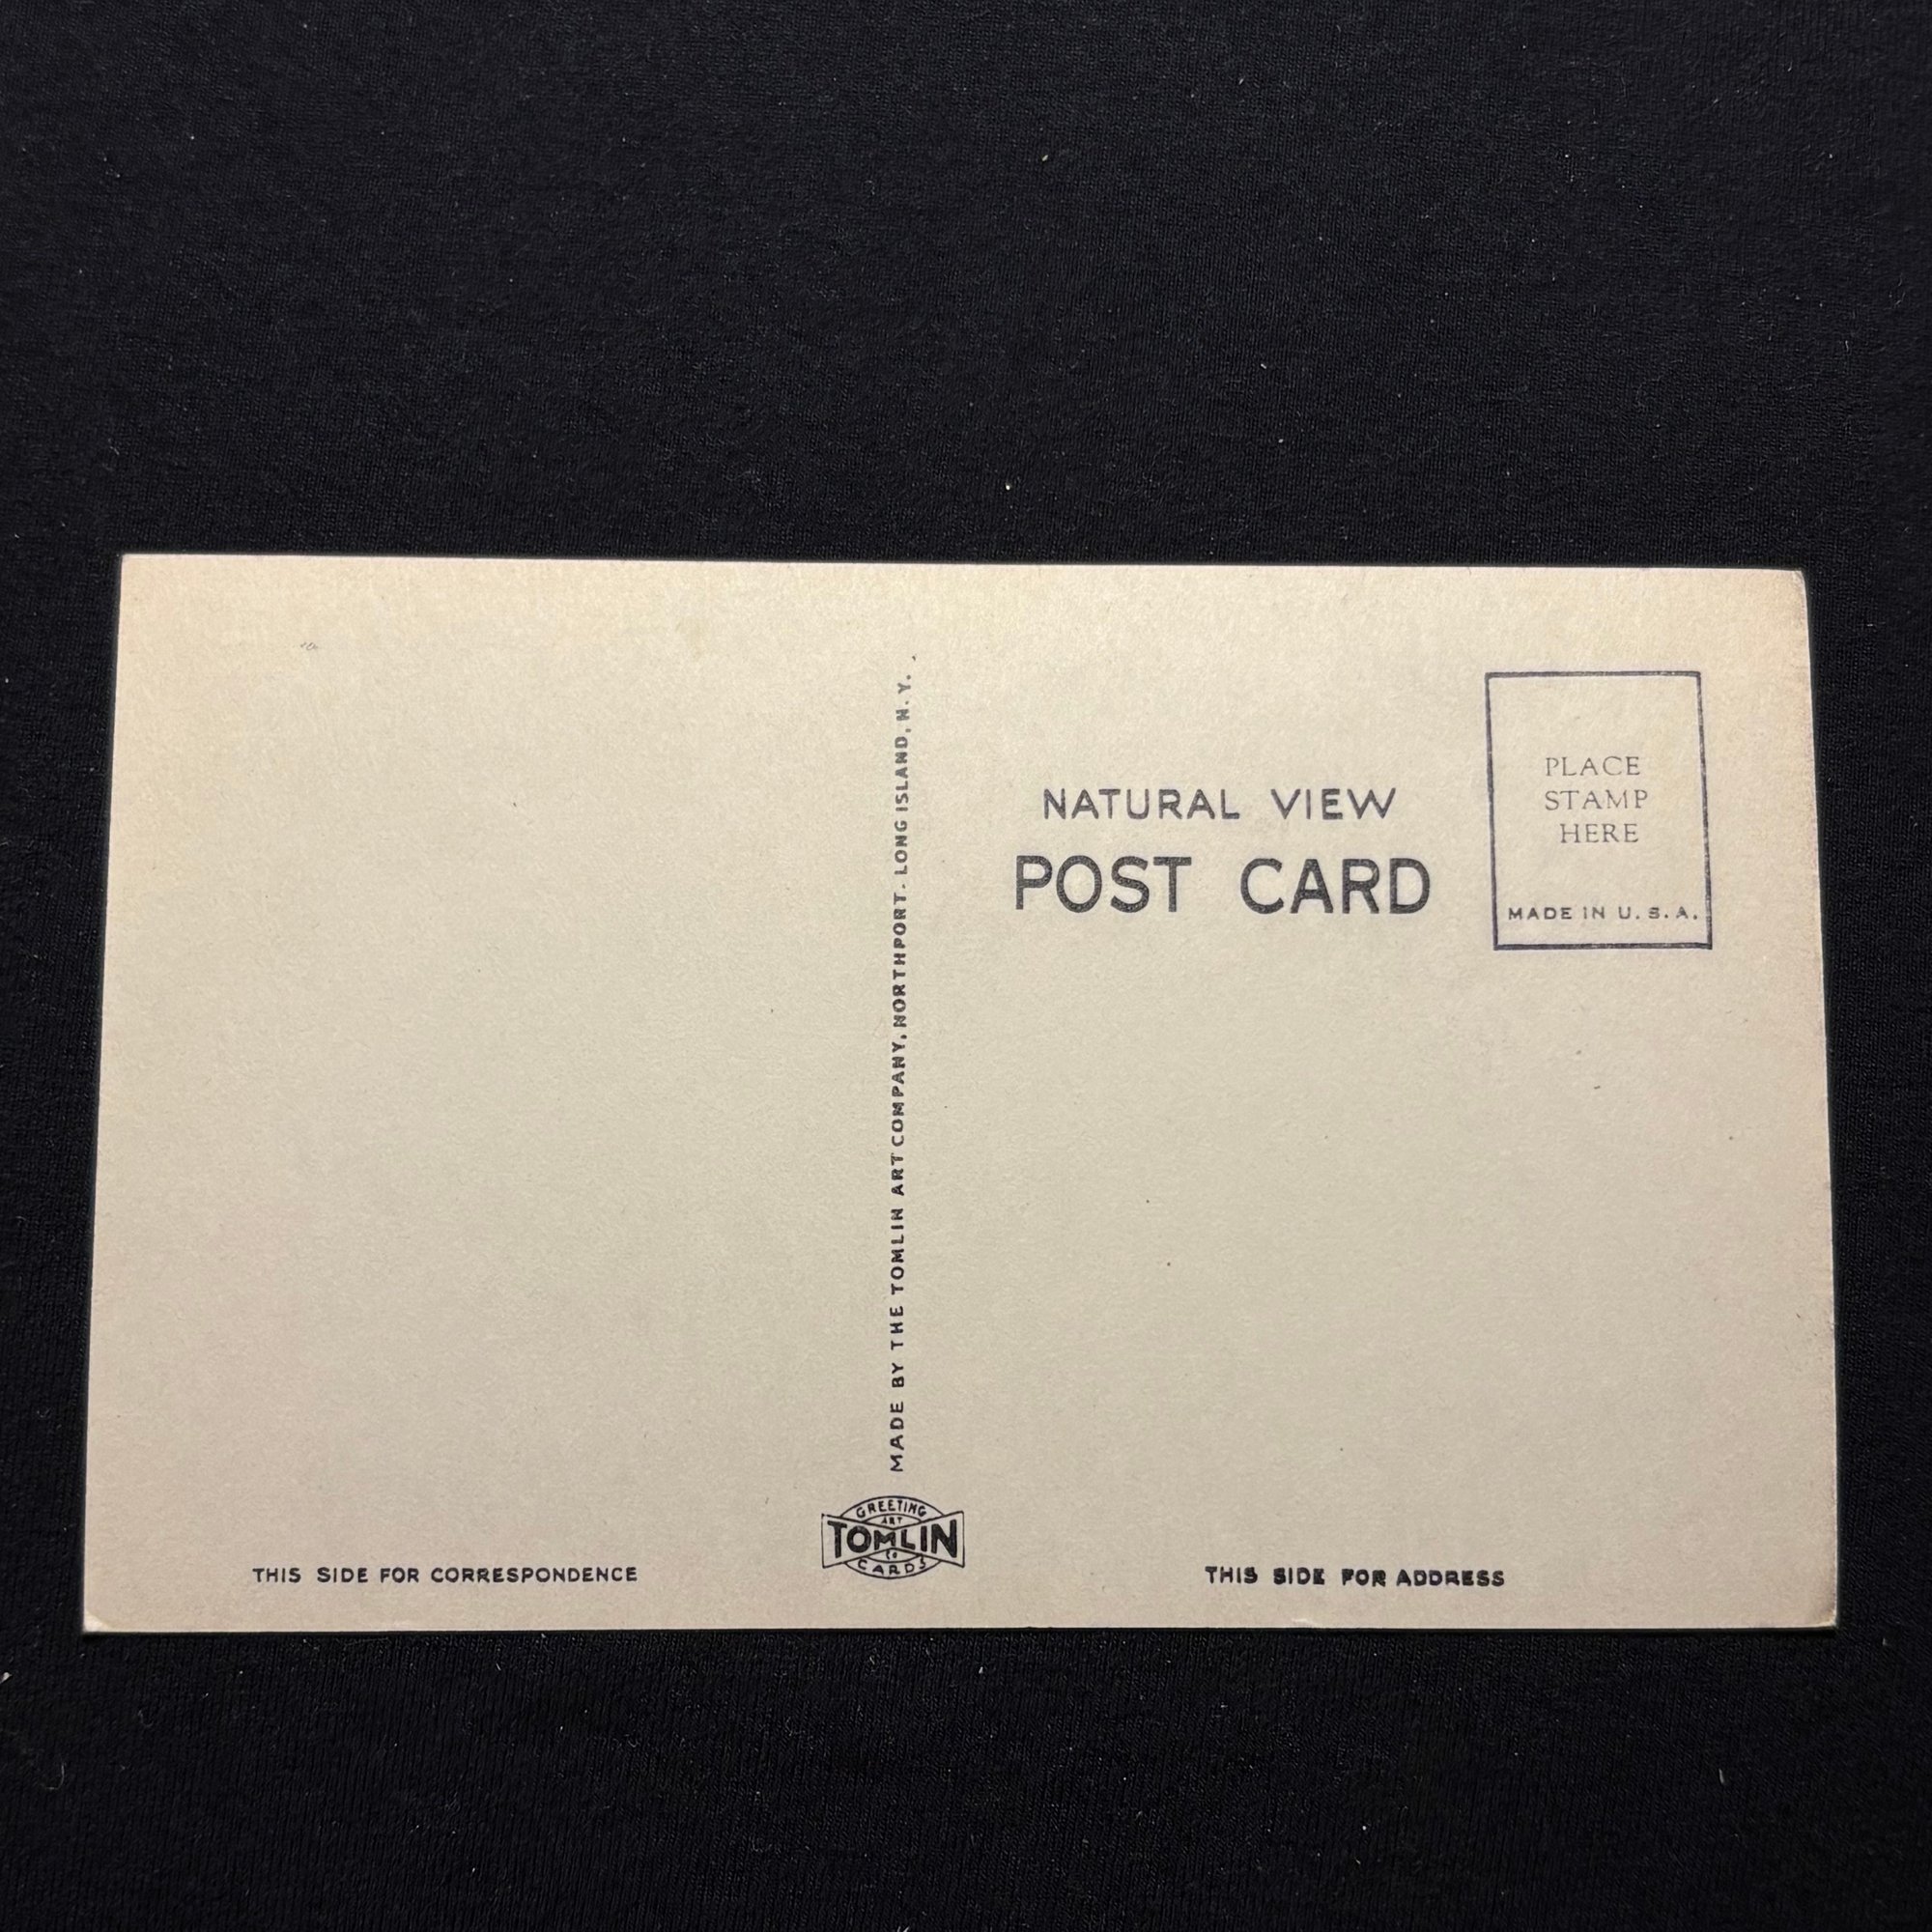 NATURAL VIEW
POST CARD
PLACE
STAMP
HERE
MADE IN U.S.A.
MADE BY THE TOMLIN ART COMPANY, NORTHPORT- LONG ISLAND, N.Y.
GREETING
ART
TOMLIN
Co
CARDS
THIS SIDE FOR CORRESPONDENCE
THIS SIDE FOR ADDRESS